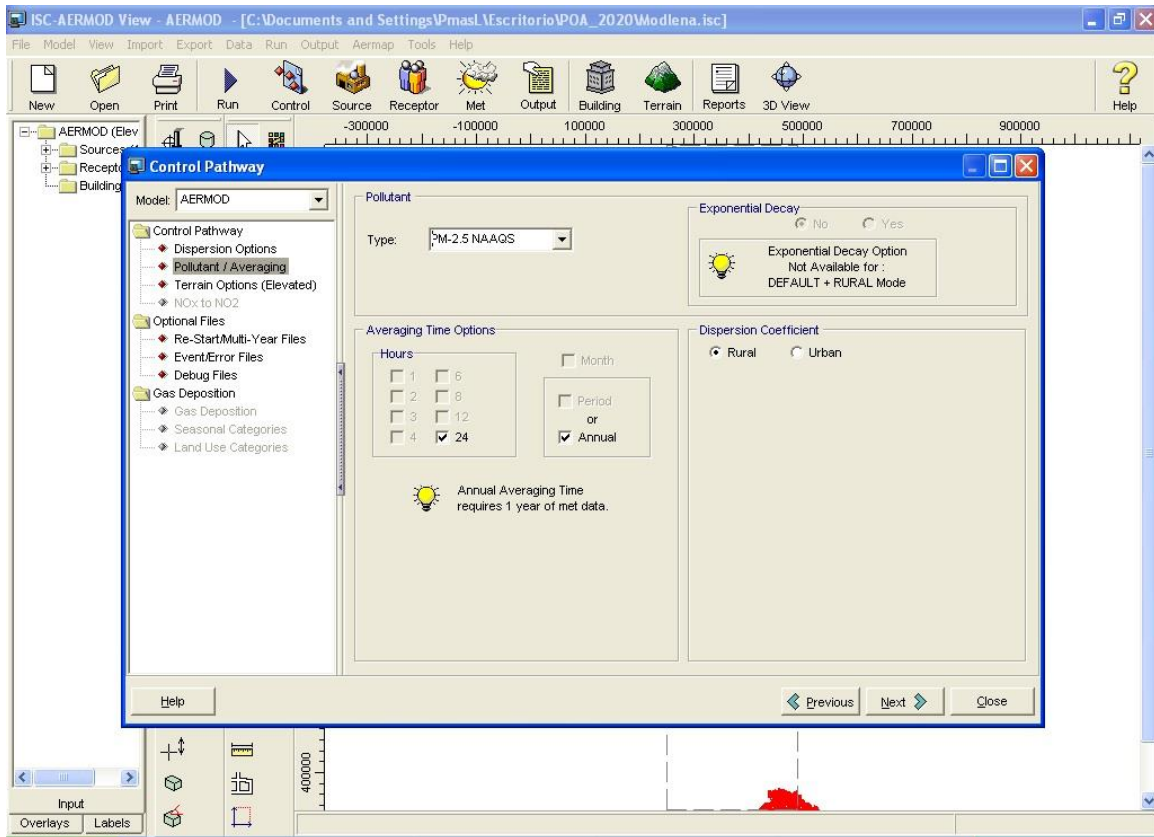 ISC-AERMOD View - AERMOD - [C:\Documents and Settings\PmasL\Escritorio\POA_2020\Modlena.isc]
File Model View Import Export Data Run Output Aermap Tools Help
New Open Print Run Control Source Receptor Met Output Building Terrain Reports 3D View Help
-300000 -100000 100000 300000 500000 700000 900000
AERMOD (Elev
Sources
Recepto
Building
Control Pathway
Model: AERMOD
Control Pathway
Dispersion Options
Pollutant / Averaging
Terrain Options (Elevated)
NOx to NO2
Optional Files
Re-Start/Multi-Year Files
Event/Error Files
Debug Files
Gas Deposition
Gas Deposition
Seasonal Categories
Land Use Categories
Pollutant
Type: PM-2.5 NAAQS
Exponential Decay
No Yes
Exponential Decay Option
Not Available for :
DEFAULT + RURAL Mode
Averaging Time Options
Hours
1 6
2 8
3 12
4 24
Month
Period
or
Annual
Annual Averaging Time
requires 1 year of met data.
Dispersion Coefficient
Rural Urban
Help Previous Next Close
400000
Input
Overlays Labels